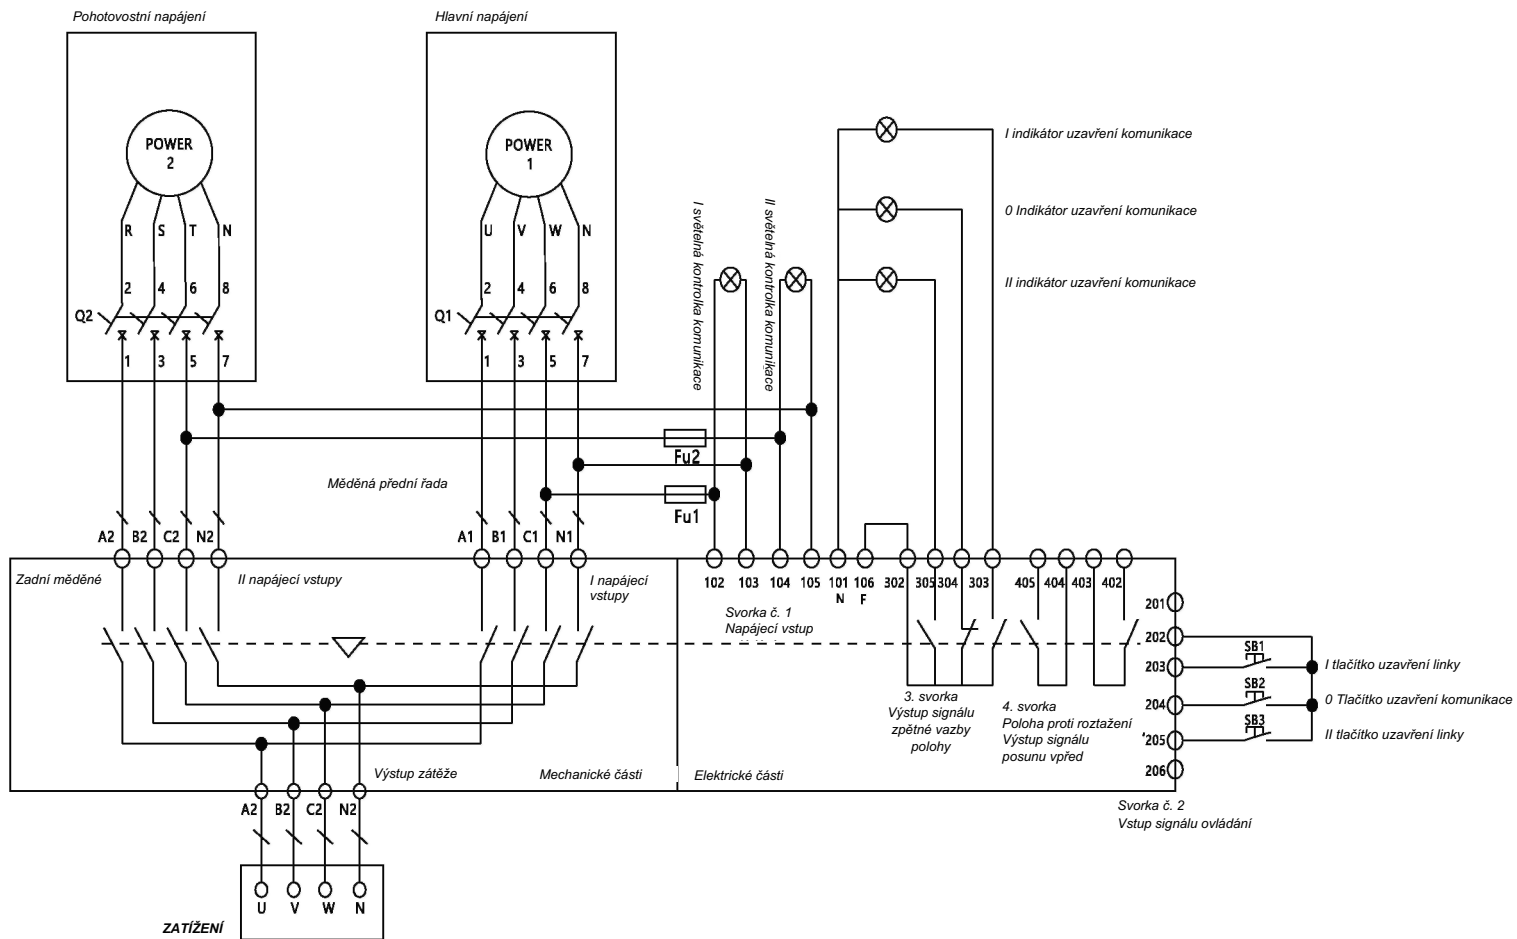 Pohotovostní napájení
Hlavní napájení
POWER
2
POWER
1
R S T N
U V W N
2 4 6 8
2 4 6 8
Q2
Q1
1 3 5 7
1 3 5 7
I světelná kontrolka komunikace
II světelná kontrolka komunikace
I indikátor uzavření komunikace
0 Indikátor uzavření komunikace
II indikátor uzavření komunikace
Fu2
Fu1
Měděná přední řada
A2 B2 C2 N2
A1 B1 C1 N1
Zadní měděné
II napájecí vstupy
I napájecí
vstupy
102 103 104 105 101 106 302 305 304 303 405 404 403 402
N F
Svorka č. 1
Napájecí vstup
201
202
203
204
205
206
SB1
SB2
SB3
I tlačítko uzavření linky
0 Tlačítko uzavření komunikace
II tlačítko uzavření linky
3. svorka
Výstup signálu
zpětné vazby
polohy
4. svorka
Poloha proti roztažení
Výstup signálu
posunu vpřed
Výstup zátěže
Mechanické části
Elektrické části
Svorka č. 2
Vstup signálu ovládání
A2 B2 C2 N2
U V W N
ZATÍŽENÍ